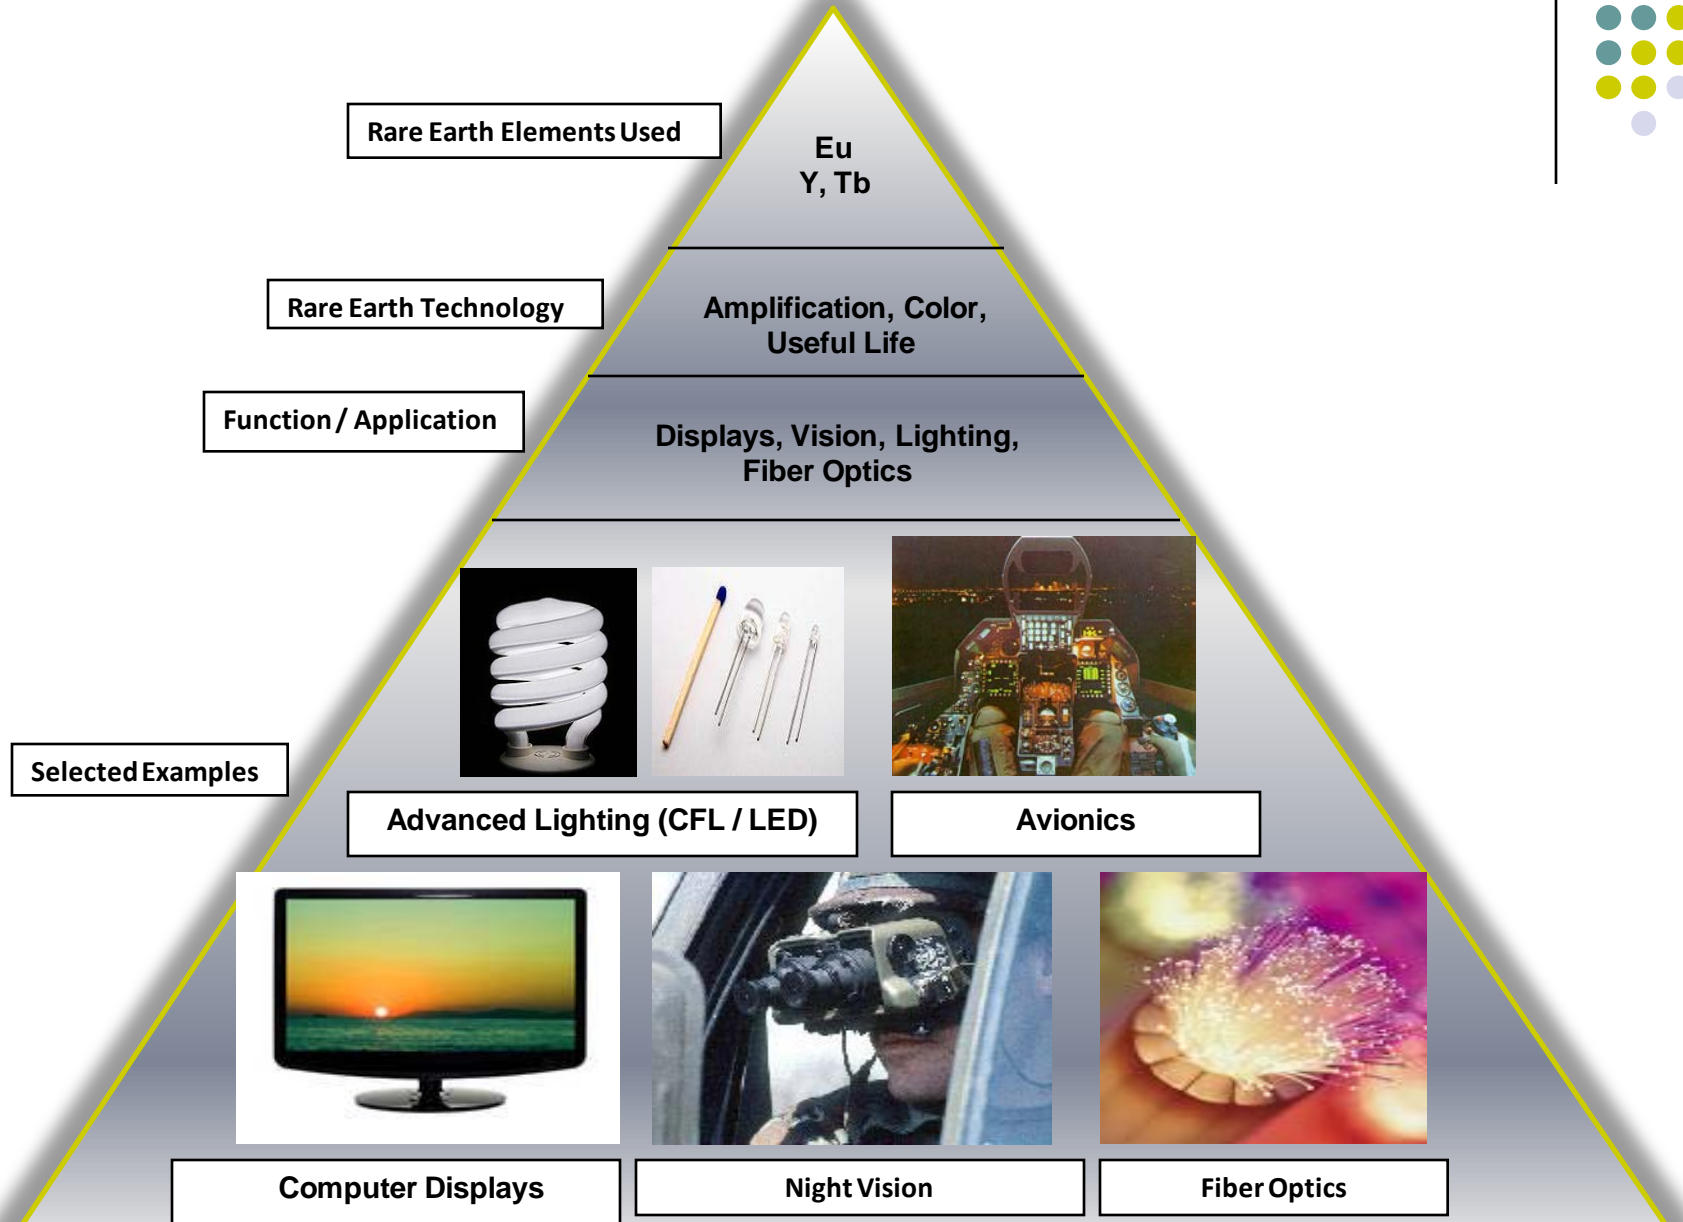 Rare Earth Elements Used
Eu
Y, Tb
Rare Earth Technology
Amplification, Color,
Useful Life
Function / Application
Displays, Vision, Lighting,
Fiber Optics
Selected Examples
Advanced Lighting (CFL / LED)
Avionics
Computer Displays
Night Vision
Fiber Optics